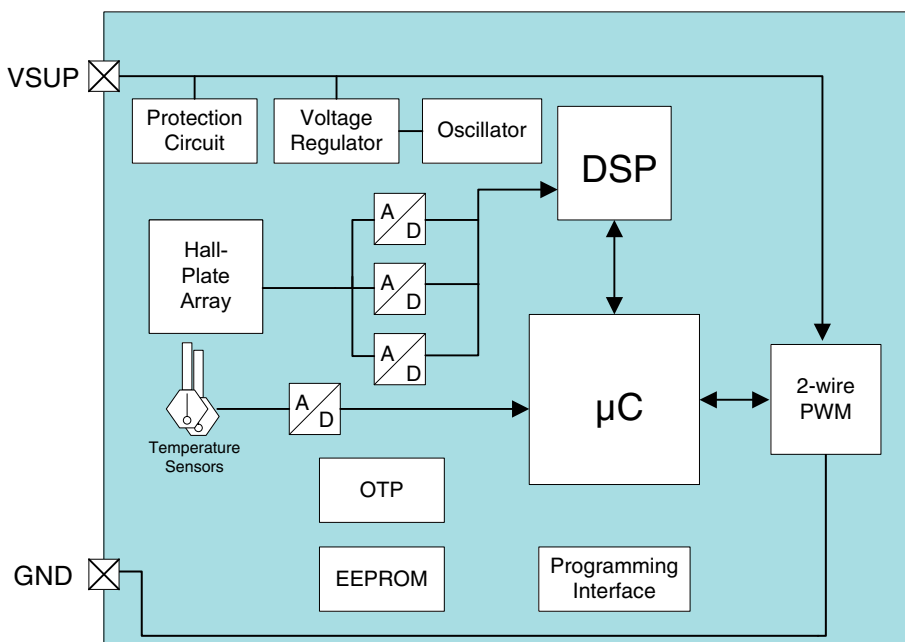 VSUP
Protection
Circuit
Voltage
Regulator
Oscillator
DSP
A
D
Hall-
Plate
Array
A
D
A
D
µC
2-wire
PWM
A
D
Temperature
Sensors
OTP
GND
EEPROM
Programming
Interface